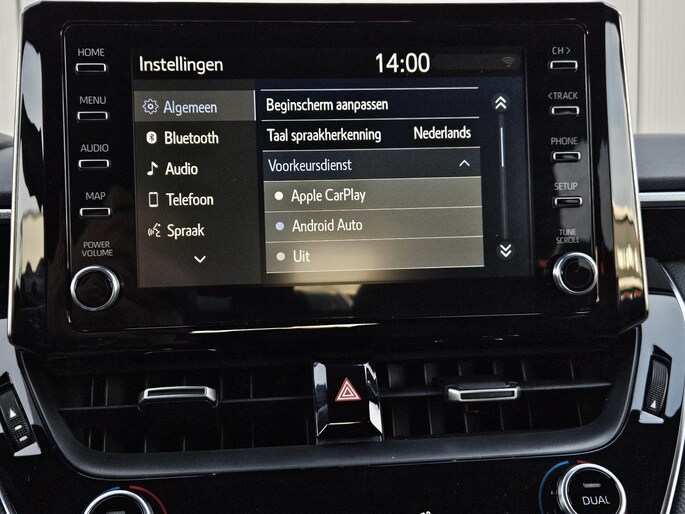 HOME
MENU
AUDIO
MAP
POWER
VOLUME
Instellingen
14:00
Algemeen
Bluetooth
Audio
Telefoon
Spraak
Beginscherm aanpassen
Taal spraakherkenning Nederlands
Voorkeursdienst
Apple CarPlay
Android Auto
Uit
CH >
< TRACK
PHONE
SETUP
TUNE
SCROLL
DUAL